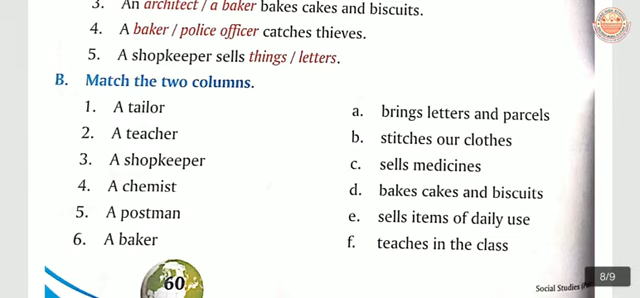 3. An architect / a baker bakes cakes and biscuits.
4. A baker / police officer catches thieves.
5. A shopkeeper sells things / letters.
B. Match the two columns.
1. A tailor
2. A teacher
3. A shopkeeper
4. A chemist
5. A postman
6. A baker
a. brings letters and parcels
b. stitches our clothes
c. sells medicines
d. bakes cakes and biscuits
e. sells items of daily use
f. teaches in the class
60
Social Studies
8/9